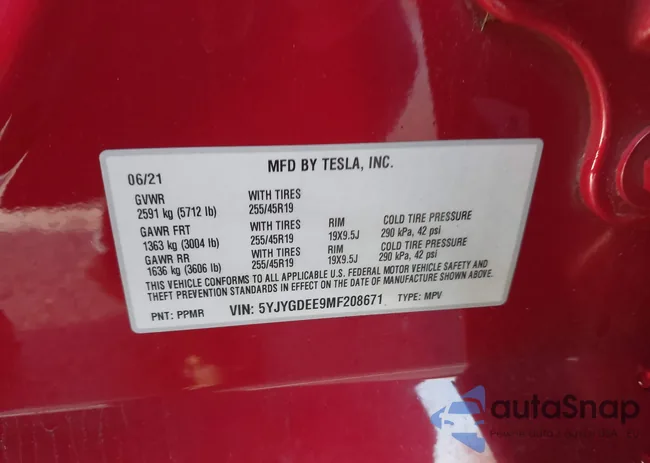 MFD BY TESLA, INC.
06/21
GVWR WITH TIRES
2591 kg (5712 lb) 255/45R19
GAWR FRT WITH TIRES RIM COLD TIRE PRESSURE
1363 kg (3004 lb) 255/45R19 19X9.5J 290 kPa, 42 psi
GAWR RR WITH TIRES RIM COLD TIRE PRESSURE
1636 kg (3606 lb) 255/45R19 19X9.5J 290 kPa, 42 psi
THIS VEHICLE CONFORMS TO ALL APPLICABLE U.S. FEDERAL MOTOR VEHICLE SAFETY AND
THEFT PREVENTION STANDARDS IN EFFECT ON THE DATE OF MANUFACTURE SHOWN ABOVE.
PNT: PPMR VIN: 5YJYGDEE9MF208671 TYPE: MPV
autoSnap